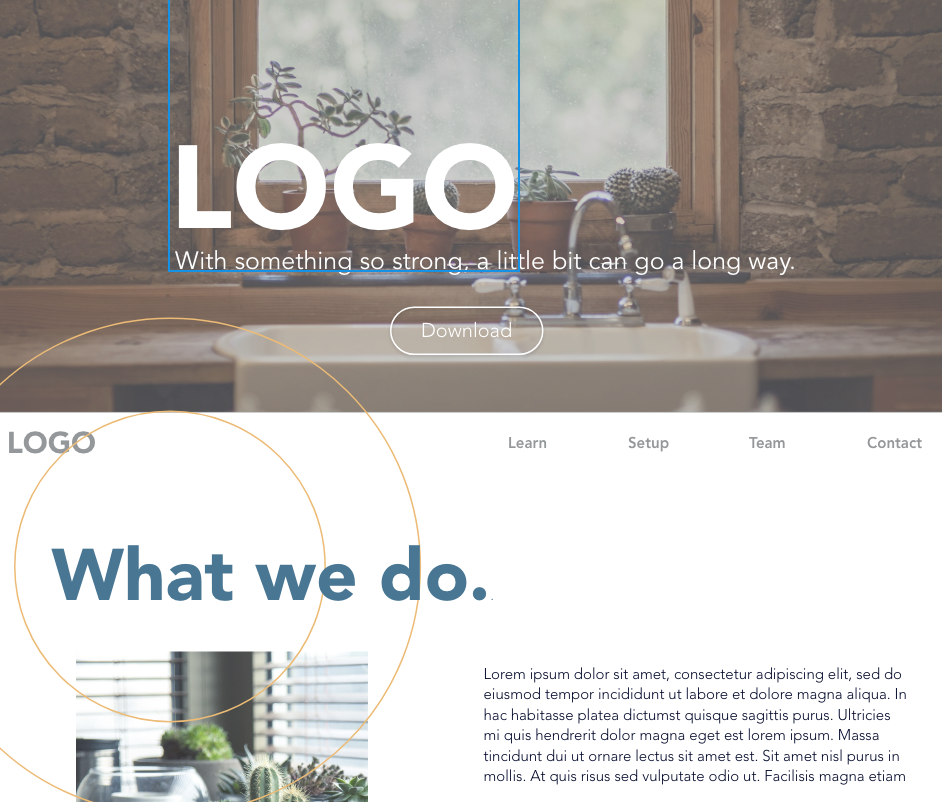 LOGO
With something so strong, a little bit can go a long way.
Download
LOGO
Learn
Setup
Team
Contact
What we do.
Lorem ipsum dolor sit amet, consectetur adipiscing elit, sed do
eiusmod tempor incididunt ut labore et dolore magna aliqua. In
hac habitasse platea dictumst quisque sagittis purus. Ultricies
mi quis hendrerit dolor magna eget est lorem ipsum. Massa
tincidunt dui ut ornare lectus sit amet est. Sit amet nisl purus in
mollis. At quis risus sed vulputate odio ut. Facilisis magna etiam